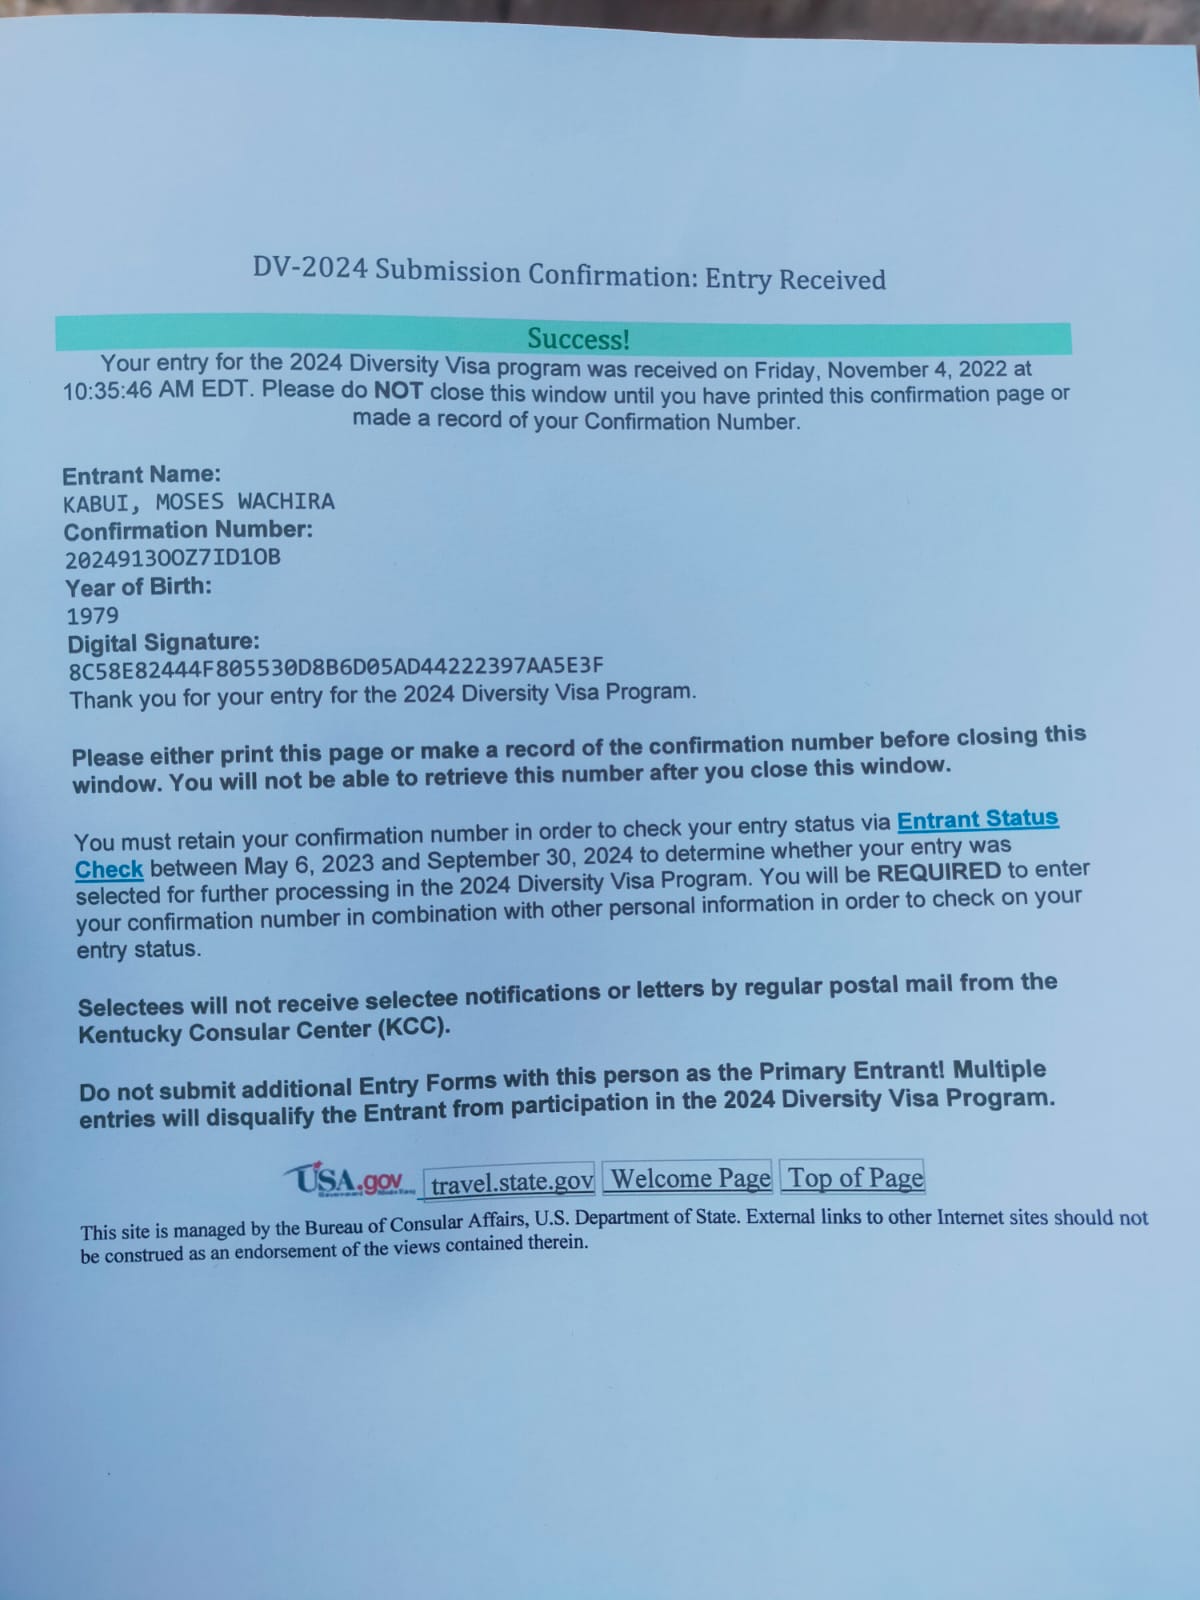 DV-2024 Submission Confirmation: Entry Received
Success!
Your entry for the 2024 Diversity Visa program was received on Friday, November 4, 2022 at
10:35:46 AM EDT. Please do NOT close this window until you have printed this confirmation page or
made a record of your Confirmation Number.
Entrant Name:
KABUI, MOSES WACHIRA
Confirmation Number:
20249130OZ7ID1OB
Year of Birth:
1979
Digital Signature:
8C58E82444F805530D8B6D05AD44222397AA5E3F
Thank you for your entry for the 2024 Diversity Visa Program.
Please either print this page or make a record of the confirmation number before closing this
window. You will not be able to retrieve this number after you close this window.
You must retain your confirmation number in order to check your entry status via Entrant Status
Check between May 6, 2023 and September 30, 2024 to determine whether your entry was
selected for further processing in the 2024 Diversity Visa Program. You will be REQUIRED to enter
your confirmation number in combination with other personal information in order to check on your
entry status.
Selectees will not receive selectee notifications or letters by regular postal mail from the
Kentucky Consular Center (KCC).
Do not submit additional Entry Forms with this person as the Primary Entrant! Multiple
entries will disqualify the Entrant from participation in the 2024 Diversity Visa Program.
USA.gov travel.state.gov Welcome Page Top of Page
This site is managed by the Bureau of Consular Affairs, U.S. Department of State. External links to other Internet sites should not
be construed as an endorsement of the views contained therein.